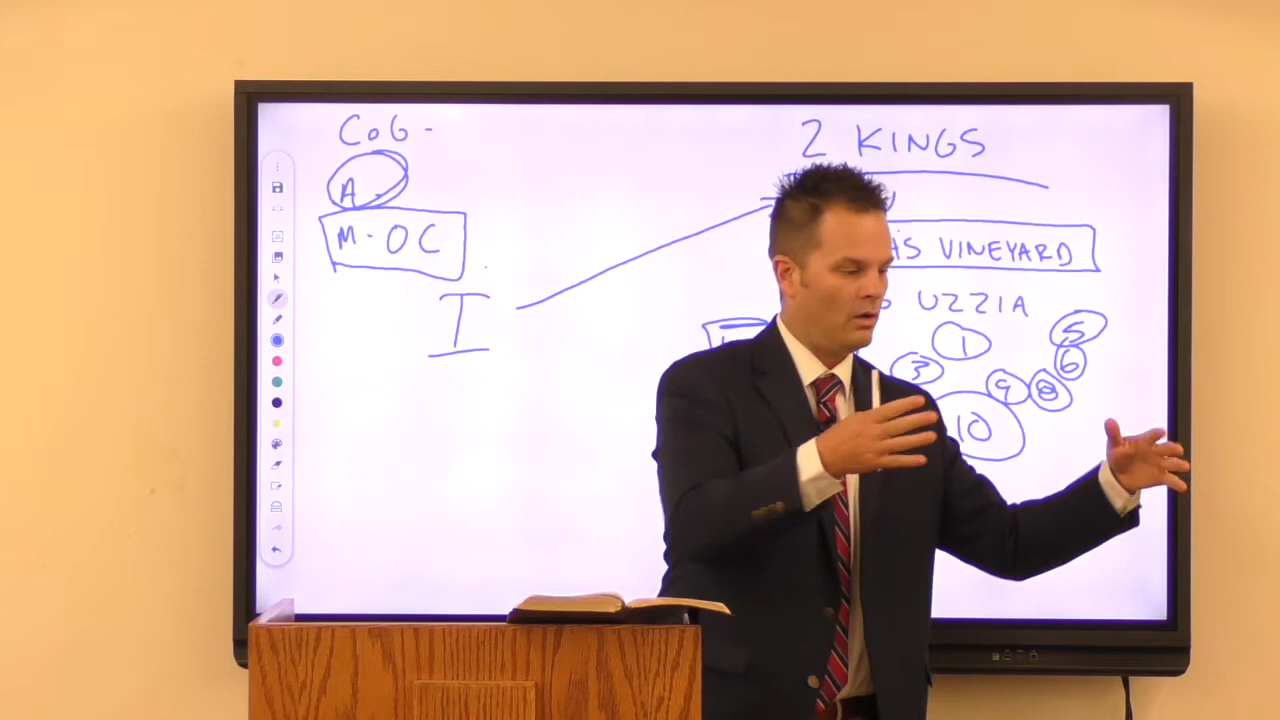 CoG -
A -
M - OC
I
2 KINGS
VINEYARD
UZZIA
1
5
3
6
9
8
10